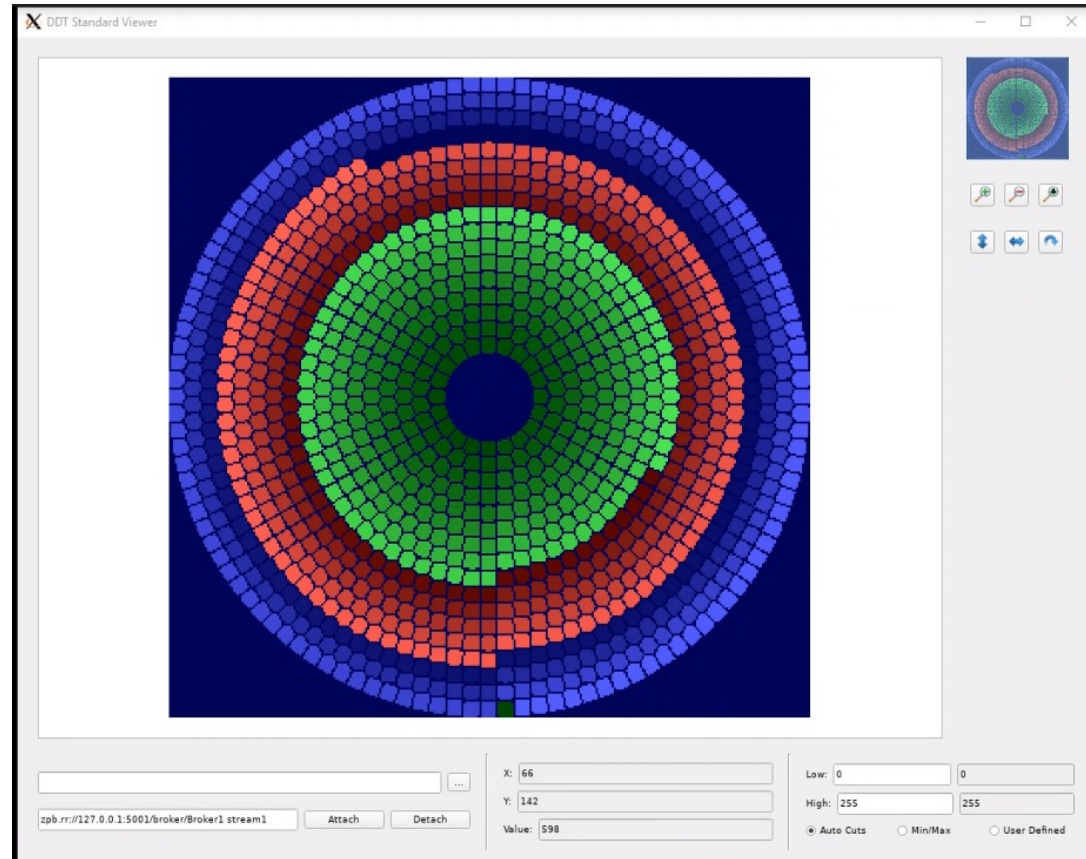 DDT Standard Viewer
...
zpb.rr://127.0.0.1:5001/broker/Broker1 stream1
Attach
Detach
X: 66
Y: 142
Value: 598
Low: 0 0
High: 255 255
Auto Cuts Min/Max User Defined